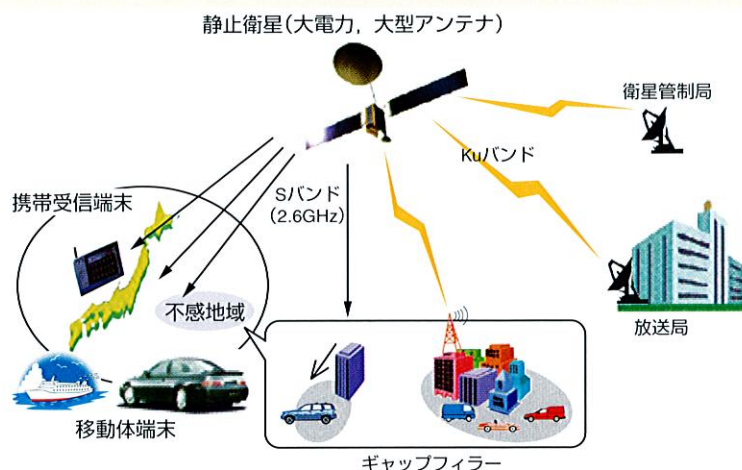 静止衛星(大電力，大型アンテナ)
衛星管制局
Kuバンド
Sバンド
(2.6GHz)
携帯受信端末
不感地域
放送局
移動体端末
ギャップフィラー